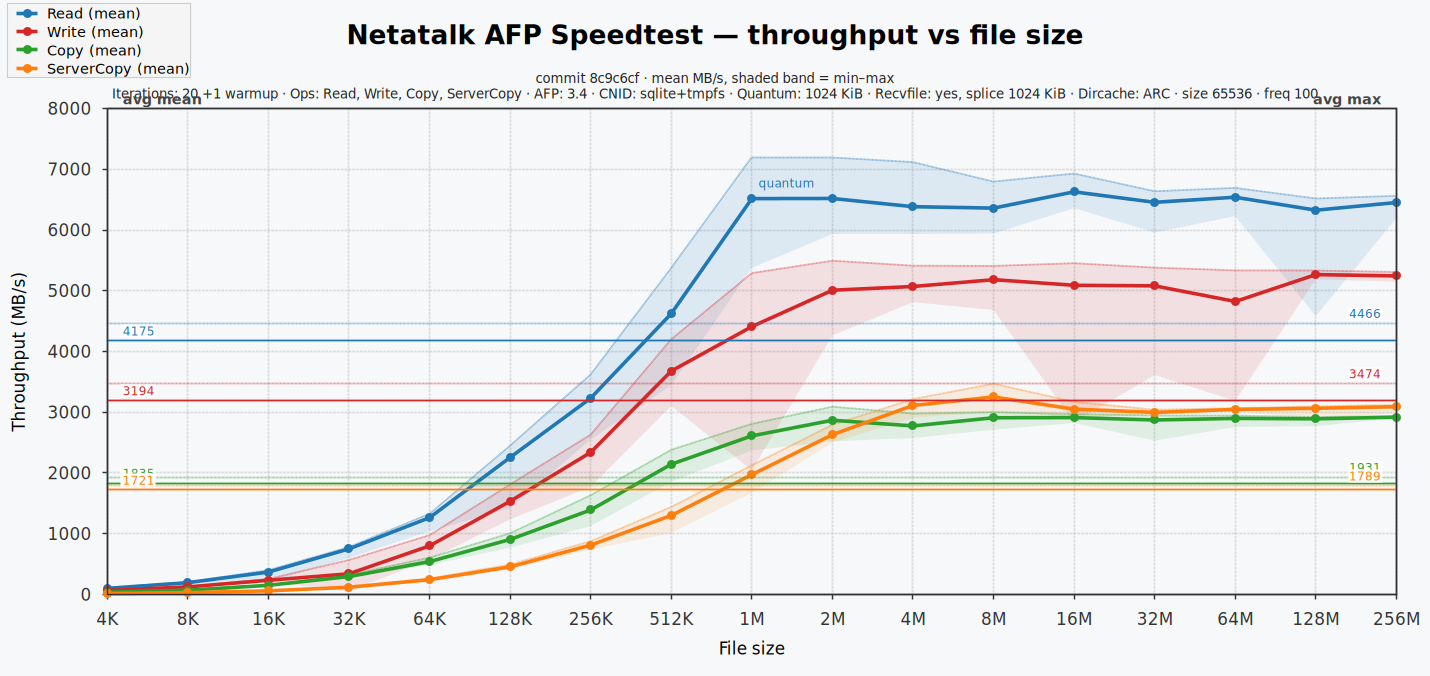 Read (mean)
Write (mean)
Copy (mean)
ServerCopy (mean)
Netatalk AFP Speedtest — throughput vs file size
commit 8c9c6cf · mean MB/s, shaded band = min–max
Iterations: 20 +1 warmup · Ops: Read, Write, Copy, ServerCopy · AFP: 3.4 · CNID: sqlite+tmpfs · Quantum: 1024 KiB · Recvfile: yes, splice 1024 KiB · Dircache: ARC · size 65536 · freq 100
avg mean
avg max
8000
7000
quantum
6000
5000
4466
4175
4000
3474
3194
3000
2000
1931
1835
1789
1721
1000
0
Throughput (MB/s)
4K 8K 16K 32K 64K 128K 256K 512K 1M 2M 4M 8M 16M 32M 64M 128M 256M
File size